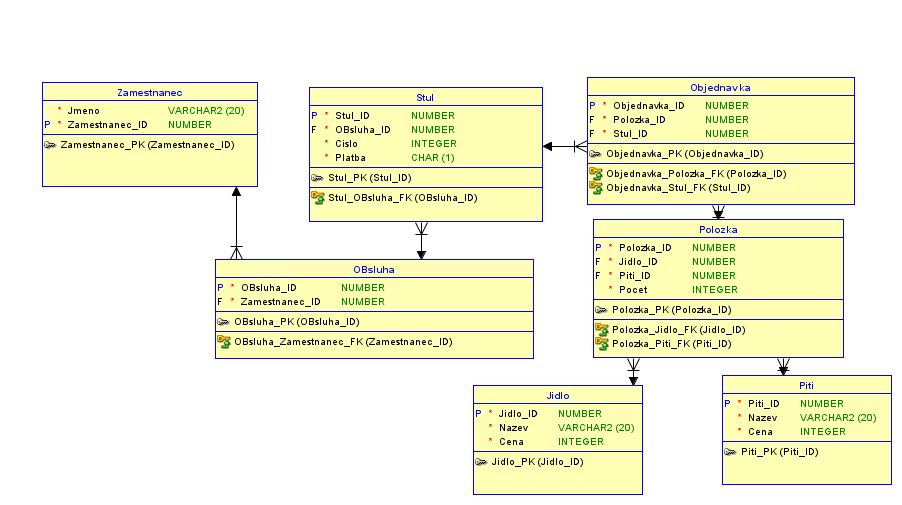 Zamestnanec
* Jmeno VARCHAR2 (20)
P * Zamestnanec_ID NUMBER
Zamestnanec_PK (Zamestnanec_ID)
Stul
P * Stul_ID NUMBER
F * OBsluha_ID NUMBER
* Cislo INTEGER
* Platba CHAR (1)
Stul_PK (Stul_ID)
Stul_OBsluha_FK (OBsluha_ID)
Objednavka
P * Objednavka_ID NUMBER
F * Polozka_ID NUMBER
F * Stul_ID NUMBER
Objednavka_PK (Objednavka_ID)
Objednavka_Polozka_FK (Polozka_ID)
Objednavka_Stul_FK (Stul_ID)
OBsluha
P * OBsluha_ID NUMBER
F * Zamestnanec_ID NUMBER
OBsluha_PK (OBsluha_ID)
OBsluha_Zamestnanec_FK (Zamestnanec_ID)
Polozka
P * Polozka_ID NUMBER
F * Jidlo_ID NUMBER
F * Piti_ID NUMBER
* Pocet INTEGER
Polozka_PK (Polozka_ID)
Polozka_Jidlo_FK (Jidlo_ID)
Polozka_Piti_FK (Piti_ID)
Jidlo
P * Jidlo_ID NUMBER
* Nazev VARCHAR2 (20)
* Cena INTEGER
Jidlo_PK (Jidlo_ID)
Piti
P * Piti_ID NUMBER
* Nazev VARCHAR2 (20)
* Cena INTEGER
Piti_PK (Piti_ID)